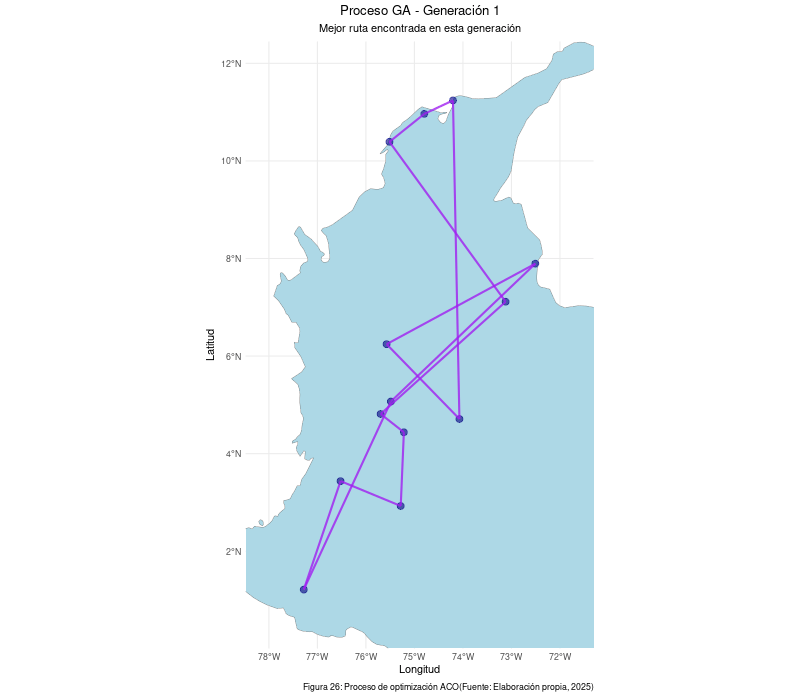 Proceso GA - Generación 1
Mejor ruta encontrada en esta generación
12°N
10°N
8°N
6°N
4°N
2°N
Latitud
78°W 77°W 76°W 75°W 74°W 73°W 72°W
Longitud
Figura 26: Proceso de optimización ACO(Fuente: Elaboración propia, 2025)